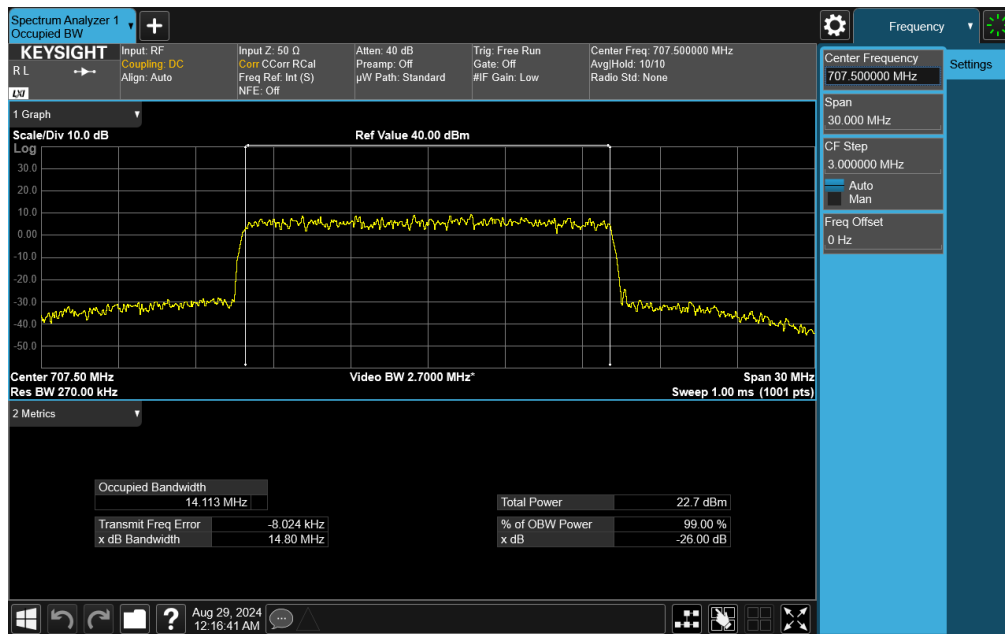 Spectrum Analyzer 1
Occupied BW
Frequency
KEYSIGHT
R L
LXI
Input: RF
Coupling: DC
Align: Auto
Input Z: 50 Ω
Corr CCorr RCal
Freq Ref: Int (S)
NFE: Off
Atten: 40 dB
Preamp: Off
µW Path: Standard
Trig: Free Run
Gate: Off
#IF Gain: Low
Center Freq: 707.500000 MHz
Avg|Hold: 10/10
Radio Std: None
Center Frequency
707.500000 MHz
Settings
Span
30.000 MHz
CF Step
3.000000 MHz
Auto
Man
Freq Offset
0 Hz
1 Graph
Scale/Div 10.0 dB
Ref Value 40.00 dBm
Log
30.0
20.0
10.0
0.00
-10.0
-20.0
-30.0
-40.0
-50.0
Center 707.50 MHz
Video BW 2.7000 MHz*
Span 30 MHz
Res BW 270.00 kHz
Sweep 1.00 ms (1001 pts)
2 Metrics
Occupied Bandwidth
14.113 MHz
Transmit Freq Error -8.024 kHz
x dB Bandwidth 14.80 MHz
Total Power 22.7 dBm
% of OBW Power 99.00 %
x dB -26.00 dB
Aug 29, 2024
12:16:41 AM